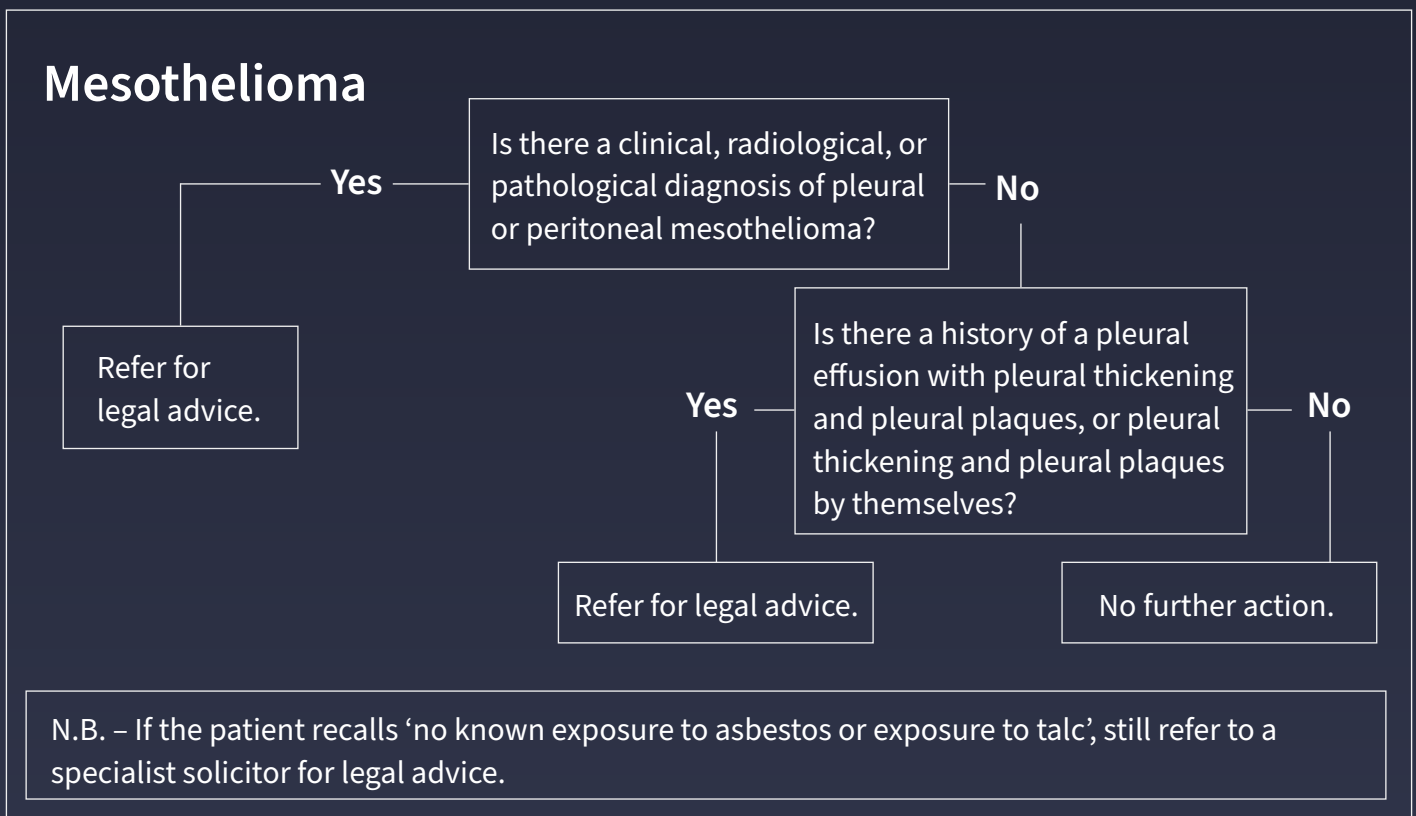 Mesothelioma
Is there a clinical, radiological, or
pathological diagnosis of pleural
or peritoneal mesothelioma?
Yes
No
Refer for
legal advice.
Is there a history of a pleural
effusion with pleural thickening
and pleural plaques, or pleural
thickening and pleural plaques
by themselves?
Yes
No
Refer for legal advice.
No further action.
N.B. – If the patient recalls ‘no known exposure to asbestos or exposure to talc’, still refer to a
specialist solicitor for legal advice.